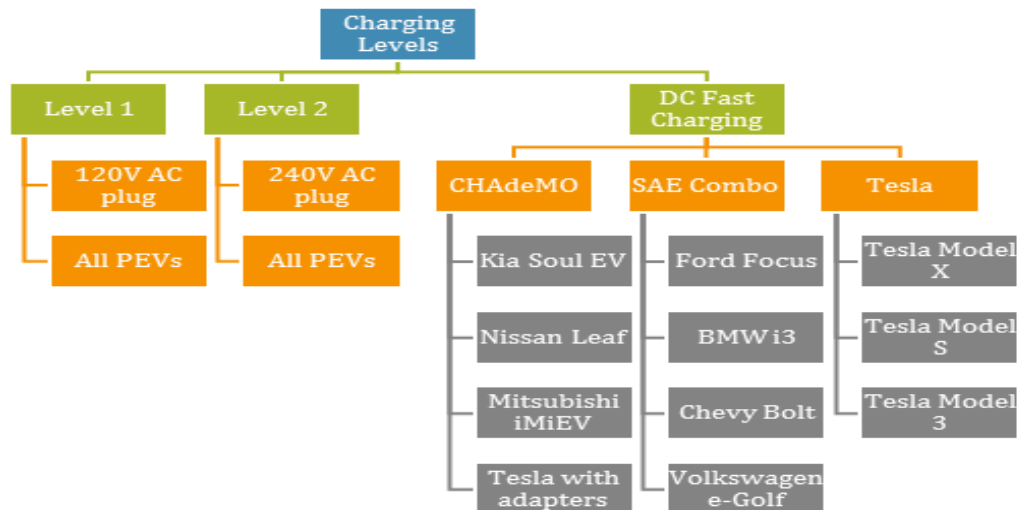 Charging
Levels
Level 1
Level 2
DC Fast
Charging
120V AC
plug
240V AC
plug
CHAdeMO
SAE Combo
Tesla
All PEVs
All PEVs
Kia Soul EV
Ford Focus
Tesla Model
X
Nissan Leaf
BMW i3
Tesla Model
S
Mitsubishi
iMiEV
Chevy Bolt
Tesla Model
3
Tesla with
adapters
Volkswagen
e-Golf